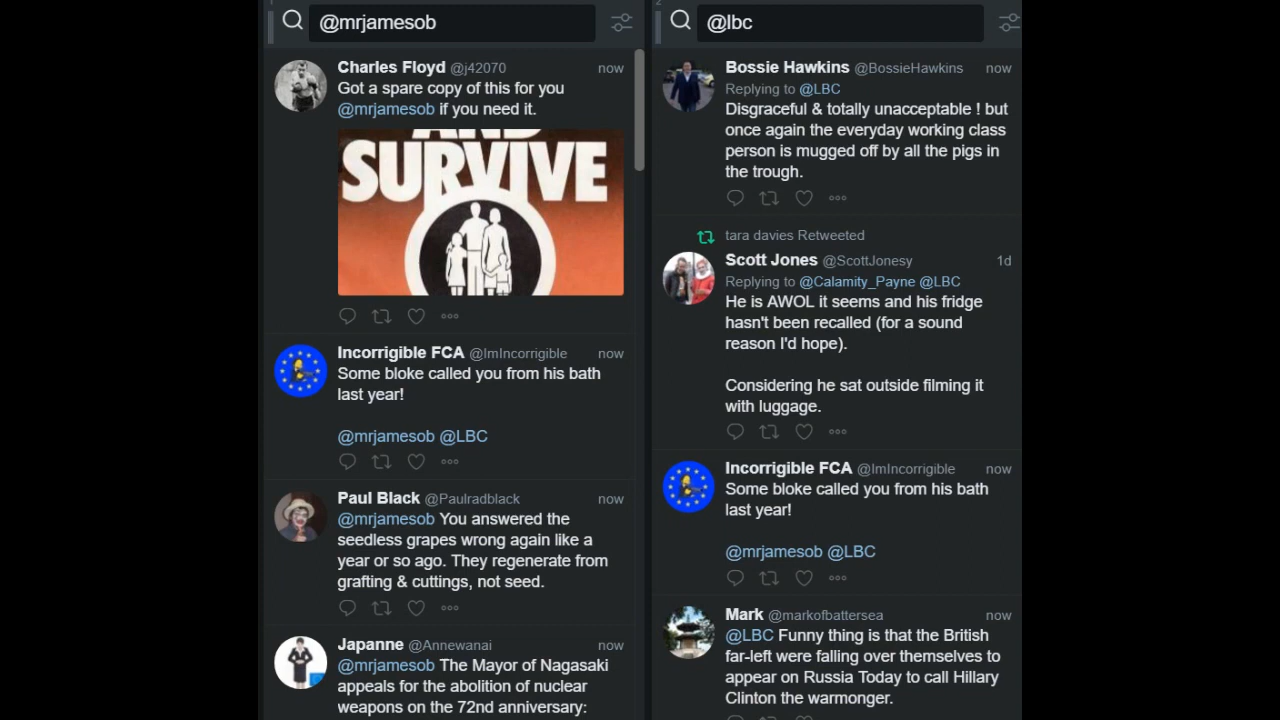 @mrjamesob
Charles Floyd @j42070 now
Got a spare copy of this for you
@mrjamesob if you need it.
AND
SURVIVE
Incorrigible FCA @ImIncorrigible now
Some bloke called you from his bath
last year!
@mrjamesob @LBC
Paul Black @Paulradblack now
@mrjamesob You answered the
seedless grapes wrong again like a
year or so ago. They regenerate from
grafting & cuttings, not seed.
Japanne @Annewanai now
@mrjamesob The Mayor of Nagasaki
appeals for the abolition of nuclear
weapons on the 72nd anniversary:
@lbc
Bossie Hawkins @BossieHawkins now
Replying to @LBC
Disgraceful & totally unacceptable ! but
once again the everyday working class
person is mugged off by all the pigs in
the trough.
tara davies Retweeted
Scott Jones @ScottJonesy 1d
Replying to @Calamity_Payne @LBC
He is AWOL it seems and his fridge
hasn't been recalled (for a sound
reason I'd hope).
Considering he sat outside filming it
with luggage.
Incorrigible FCA @ImIncorrigible now
Some bloke called you from his bath
last year!
@mrjamesob @LBC
Mark @markofbattersea now
@LBC Funny thing is that the British
far-left were falling over themselves to
appear on Russia Today to call Hillary
Clinton the warmonger.